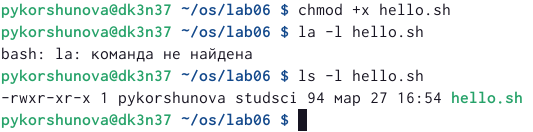 pykorshunova@dk3n37 ~/os/lab06 $ chmod +x hello.sh
pykorshunova@dk3n37 ~/os/lab06 $ la -l hello.sh
bash: la: команда не найдена
pykorshunova@dk3n37 ~/os/lab06 $ ls -l hello.sh
-rwxr-xr-x 1 pykorshunova studsci 94 мар 27 16:54 hello.sh
pykorshunova@dk3n37 ~/os/lab06 $